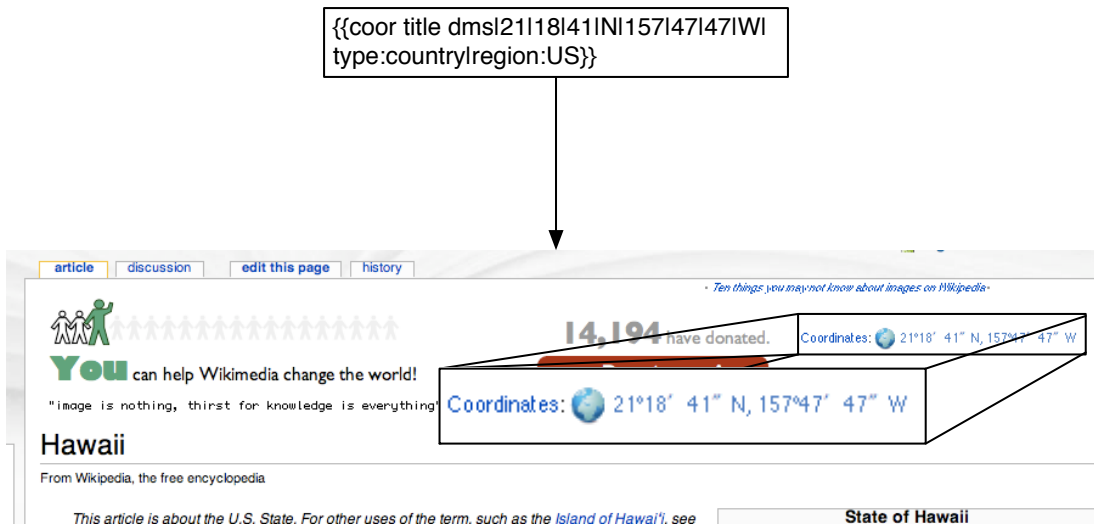 {{coor title dms|21|18|41|N|157|47|47|W|
type:country|region:US}}
article discussion edit this page history
- Ten things you may not know about images on Wikipedia -
14,194 have donated.
Coordinates: 21°18′ 41″ N, 157°47′ 47″ W
You can help Wikimedia change the world!
"image is nothing, thirst for knowledge is everything"
Coordinates: 21°18′ 41″ N, 157°47′ 47″ W
Hawaii
From Wikipedia, the free encyclopedia
This article is about the U.S. State. For other uses of the term, such as the Island of Hawaiʻi, see
State of Hawaii